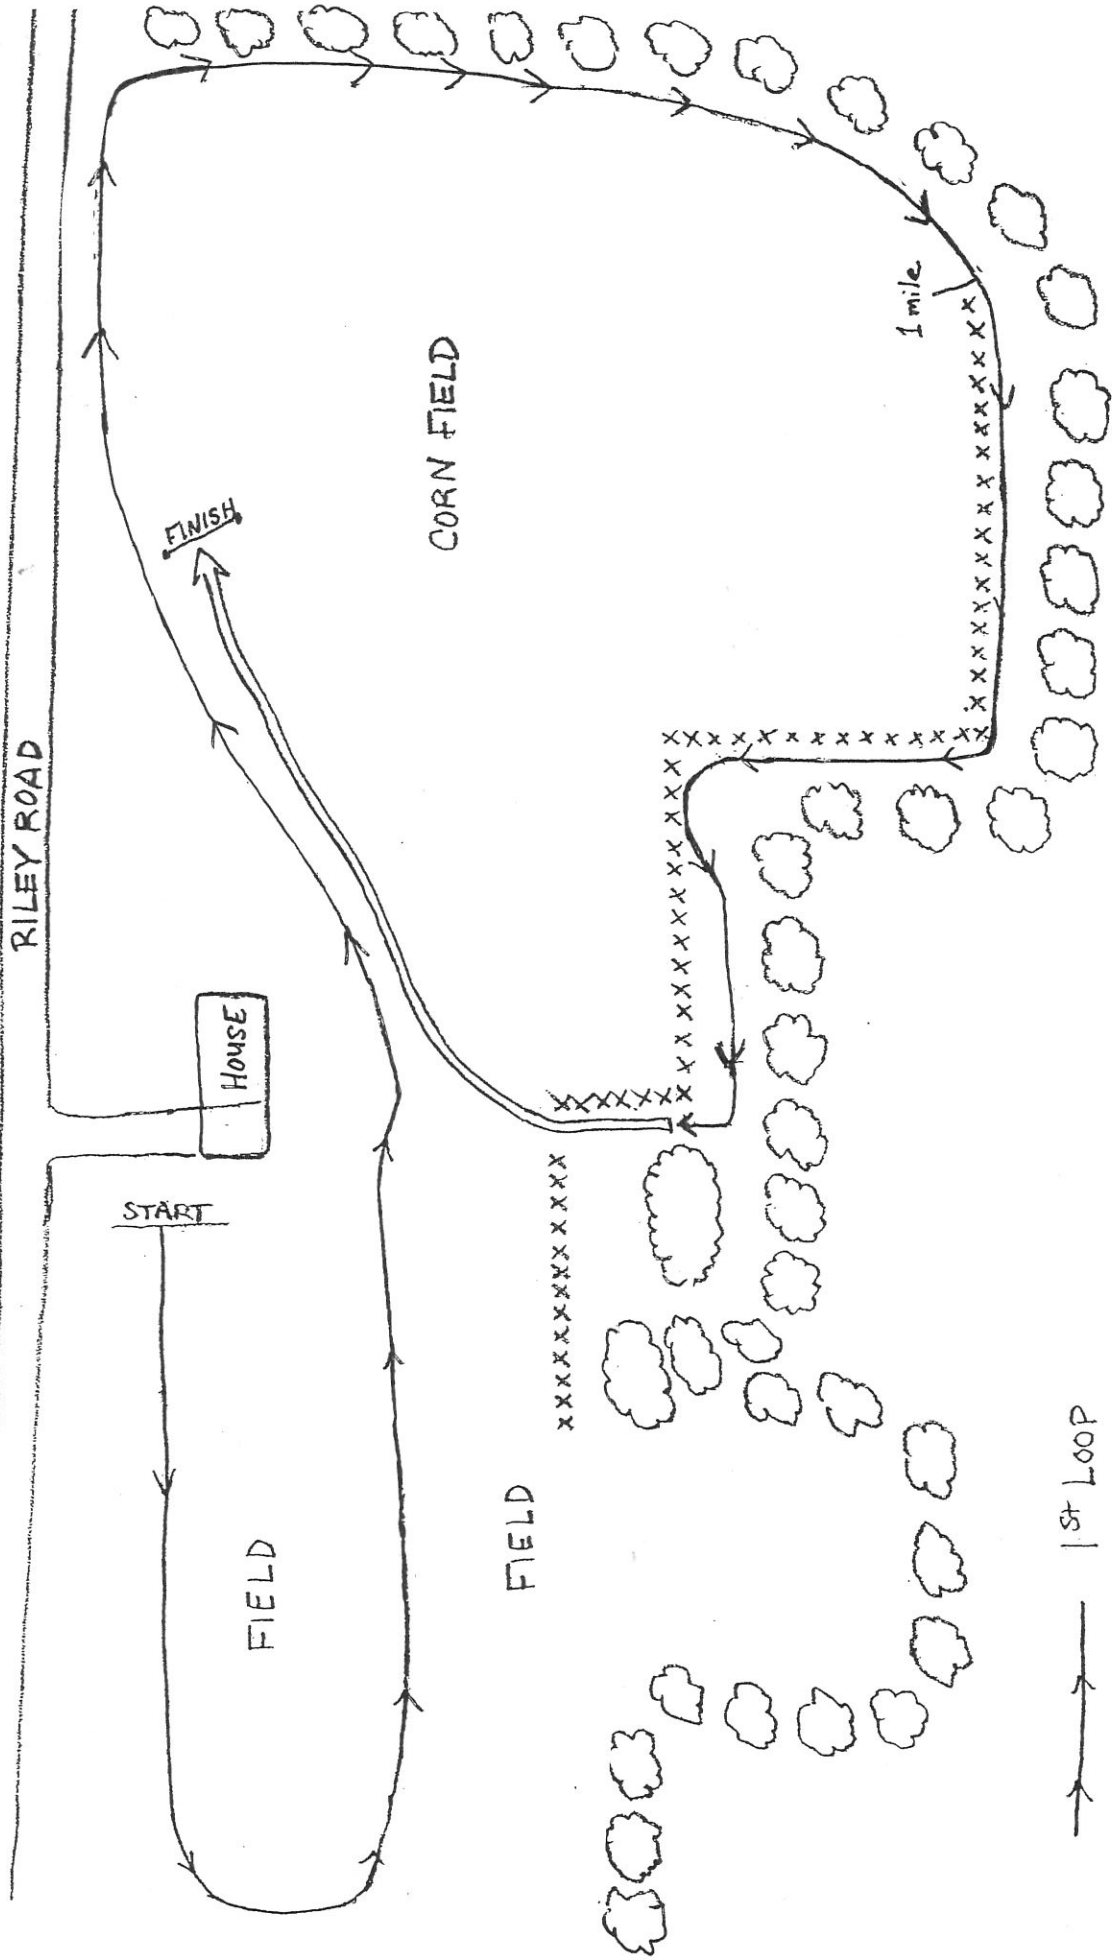 RILEY ROAD
HOUSE
START
FINISH
CORN FIELD
1 mile
FIELD
FIELD
1st LOOP